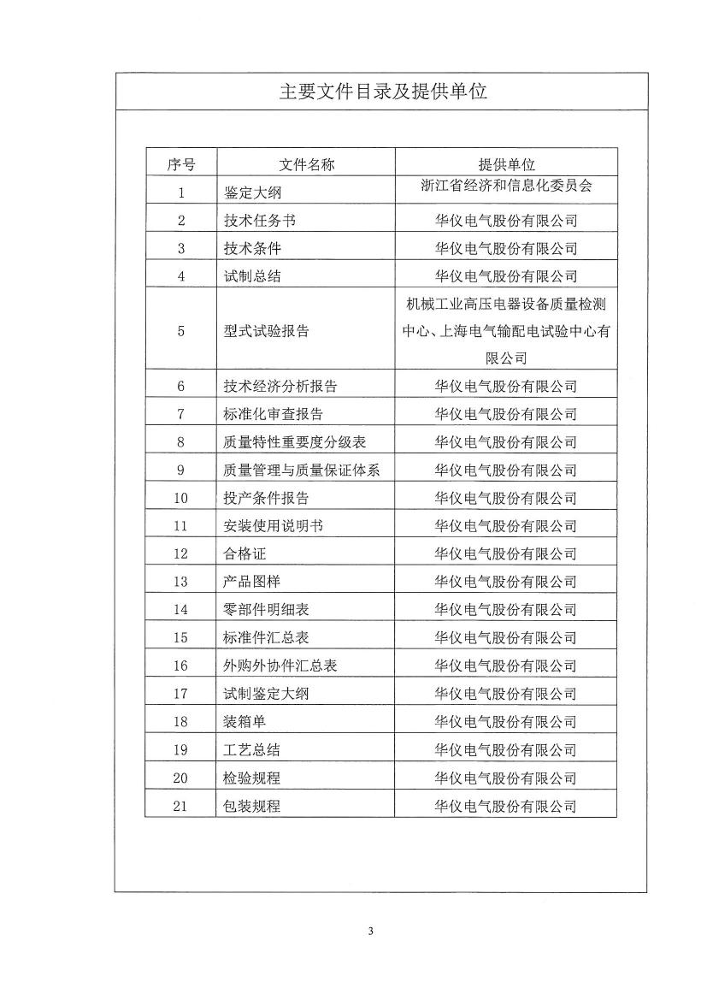 主要文件目录及提供单位
序号 文件名称 提供单位
1 鉴定大纲 浙江省经济和信息化委员会
2 技术任务书 华仪电气股份有限公司
3 技术条件 华仪电气股份有限公司
4 试制总结 华仪电气股份有限公司
机械工业高压电器设备质量检测
5 型式试验报告 中心、上海电气输配电试验中心有
限公司
6 技术经济分析报告 华仪电气股份有限公司
7 标准化审查报告 华仪电气股份有限公司
8 质量特性重要度分级表 华仪电气股份有限公司
9 质量管理与质量保证体系 华仪电气股份有限公司
10 投产条件报告 华仪电气股份有限公司
11 安装使用说明书 华仪电气股份有限公司
12 合格证 华仪电气股份有限公司
13 产品图样 华仪电气股份有限公司
14 零部件明细表 华仪电气股份有限公司
15 标准件汇总表 华仪电气股份有限公司
16 外购外协件汇总表 华仪电气股份有限公司
17 试制鉴定大纲 华仪电气股份有限公司
18 装箱单 华仪电气股份有限公司
19 工艺总结 华仪电气股份有限公司
20 检验规程 华仪电气股份有限公司
21 包装规程 华仪电气股份有限公司
3